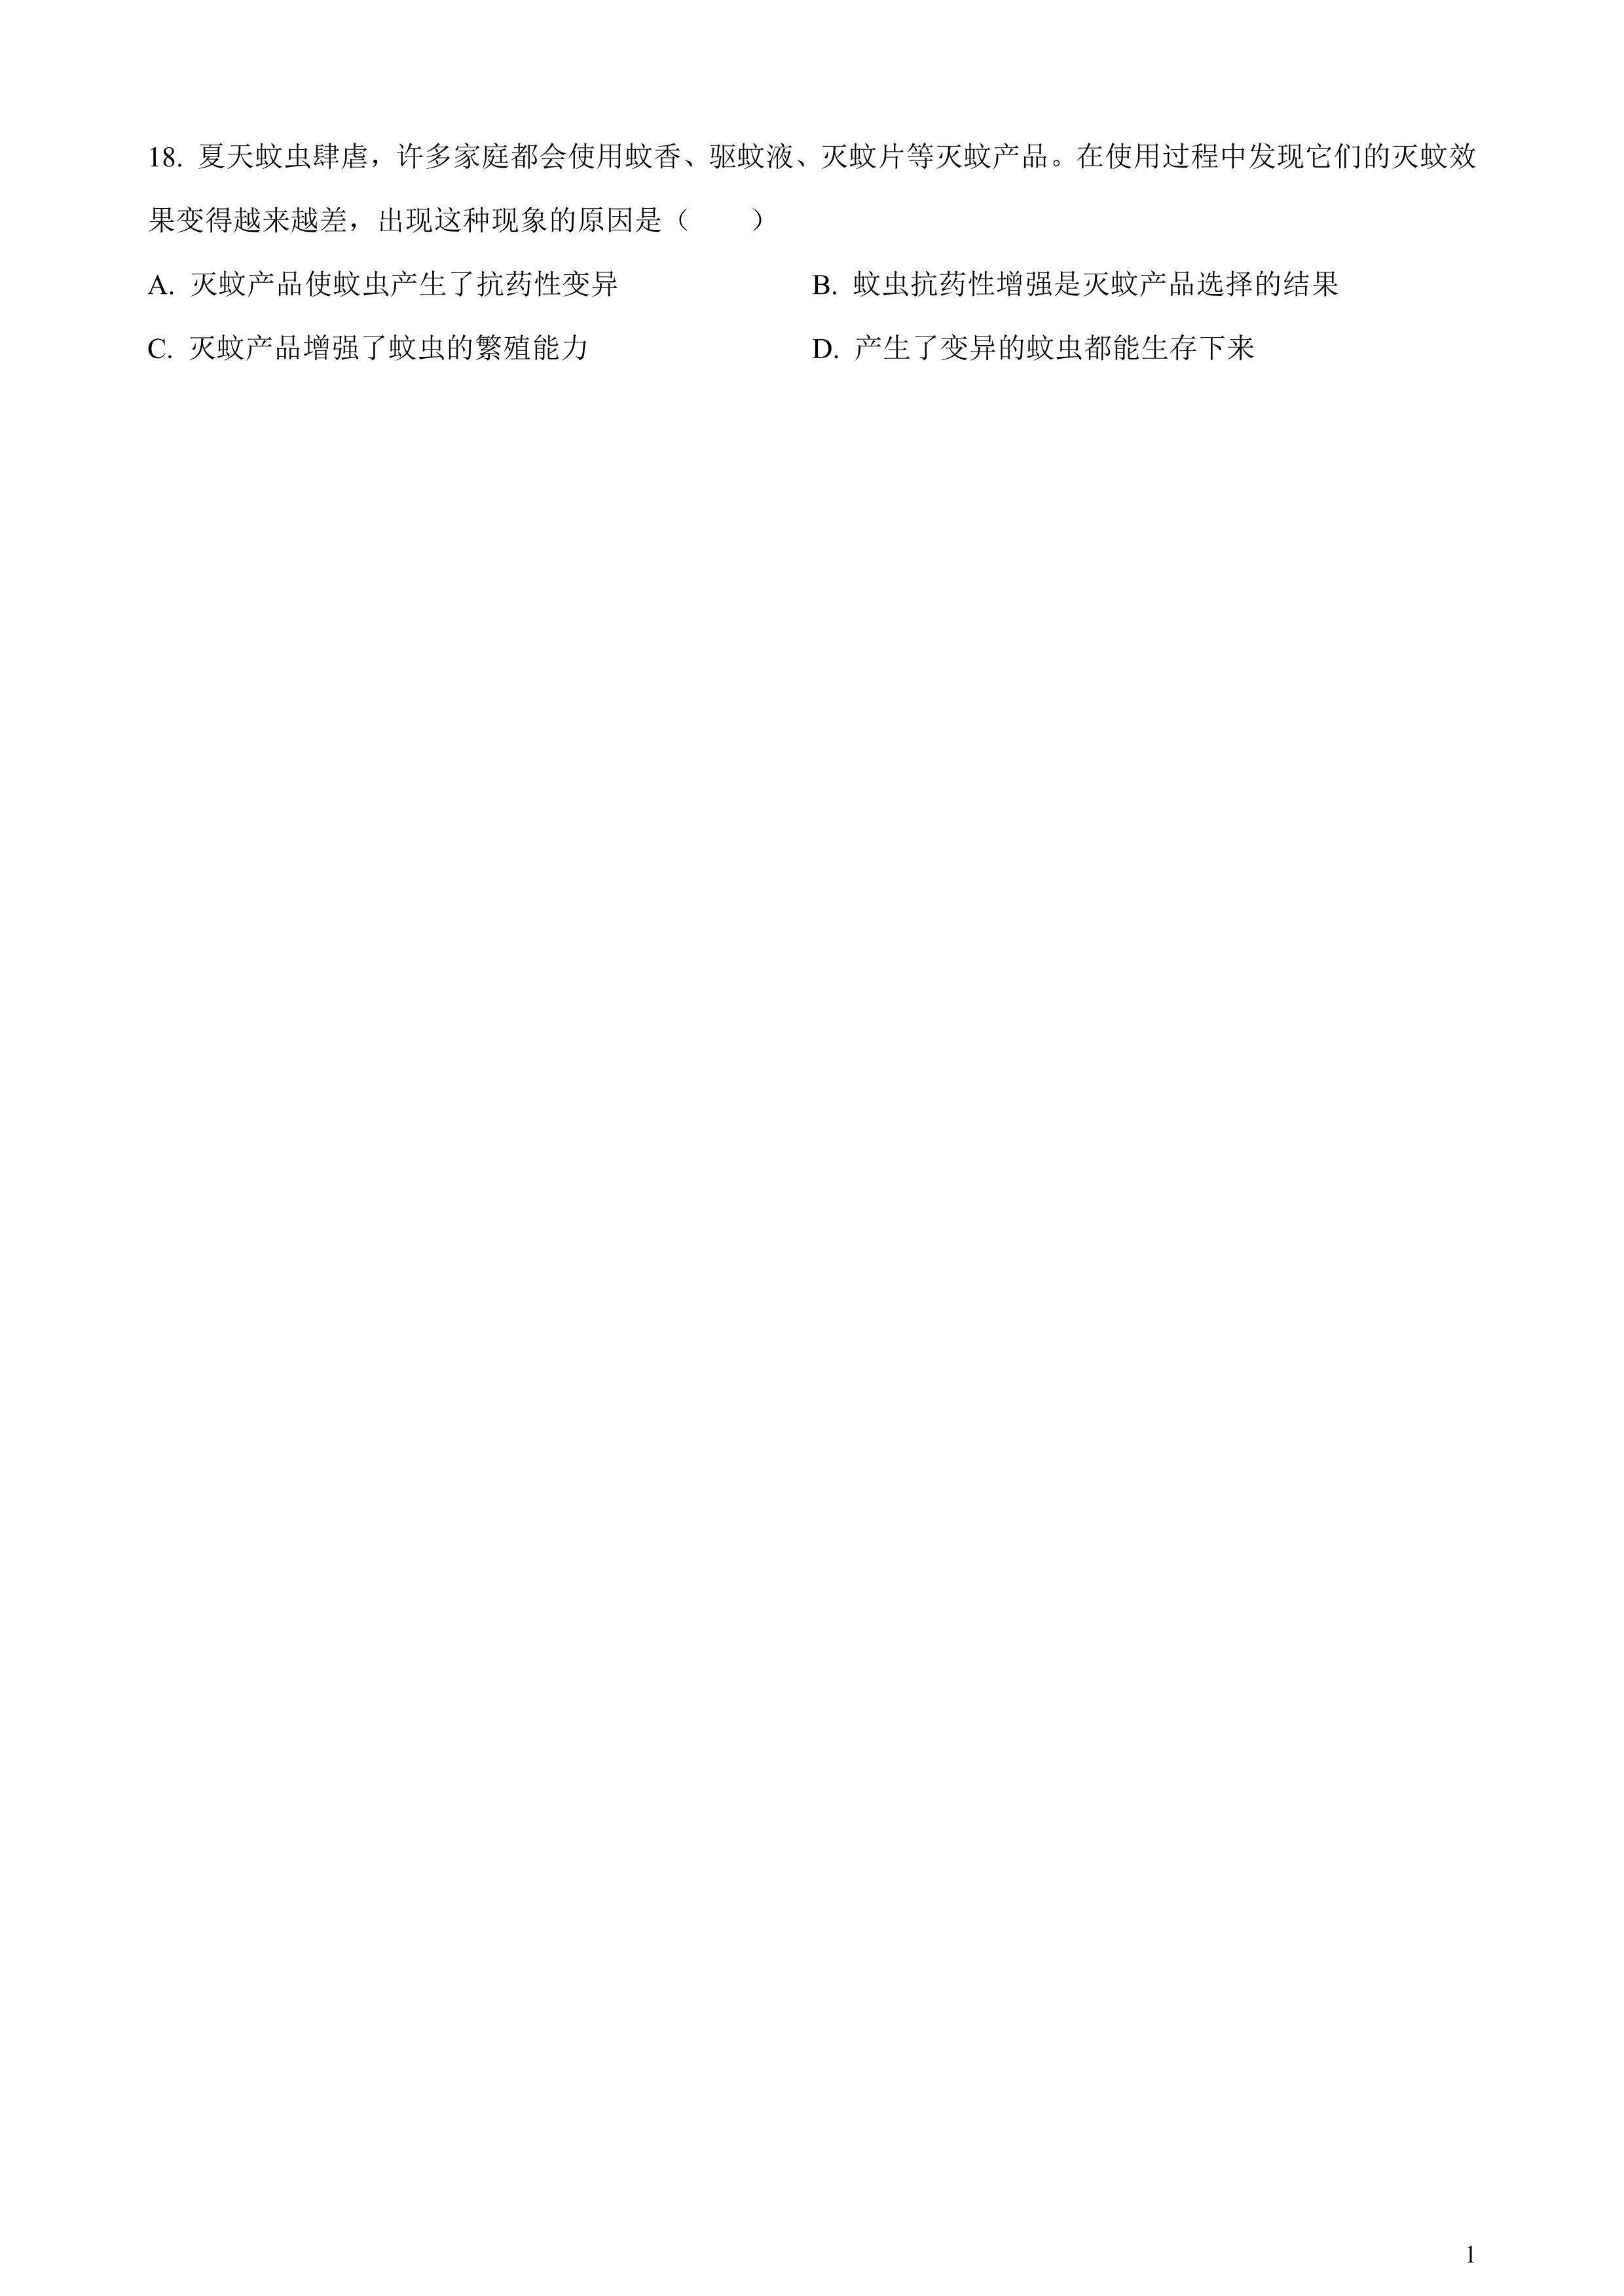 18. 夏天蚊虫肆虐，许多家庭都会使用蚊香、驱蚊液、灭蚊片等灭蚊产品。在使用过程中发现它们的灭蚊效
果变得越来越差，出现这种现象的原因是（　　）
A. 灭蚊产品使蚊虫产生了抗药性变异　　B. 蚊虫抗药性增强是灭蚊产品选择的结果
C. 灭蚊产品增强了蚊虫的繁殖能力　　D. 产生了变异的蚊虫都能生存下来
1